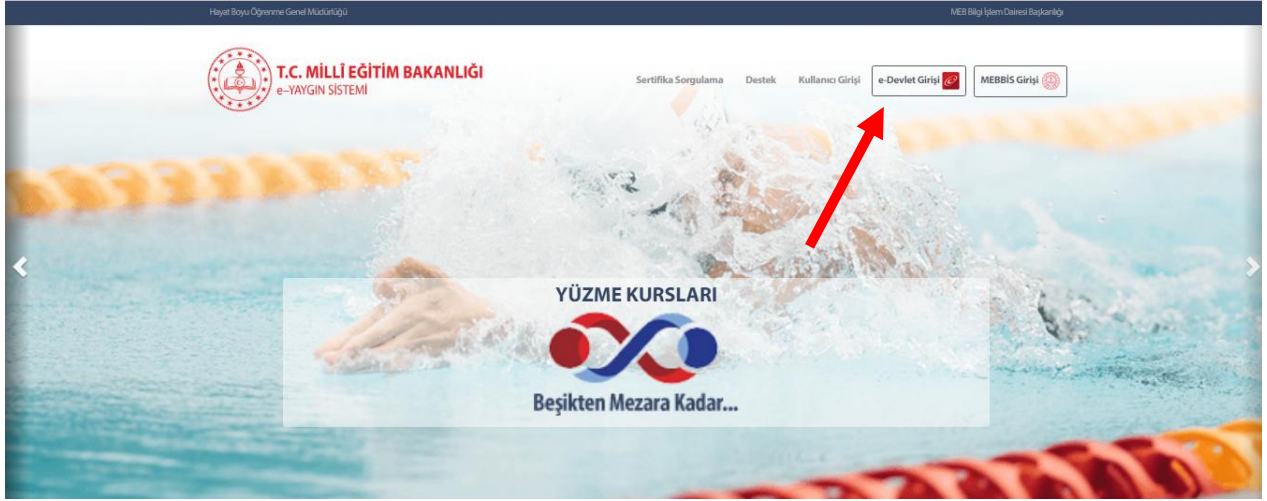 Hayat Boyu Öğrenme Genel Müdürlüğü
MEB Bilgi İşlem Dairesi Başkanlığı
T.C. MİLLÎ EĞİTİM BAKANLIĞI
e-YAYGIN SİSTEMİ
Sertifika Sorgulama
Destek
Kullanıcı Girişi
e-Devlet Girişi
MEBBİS Girişi
YÜZME KURSLARI
Beşikten Mezara Kadar...